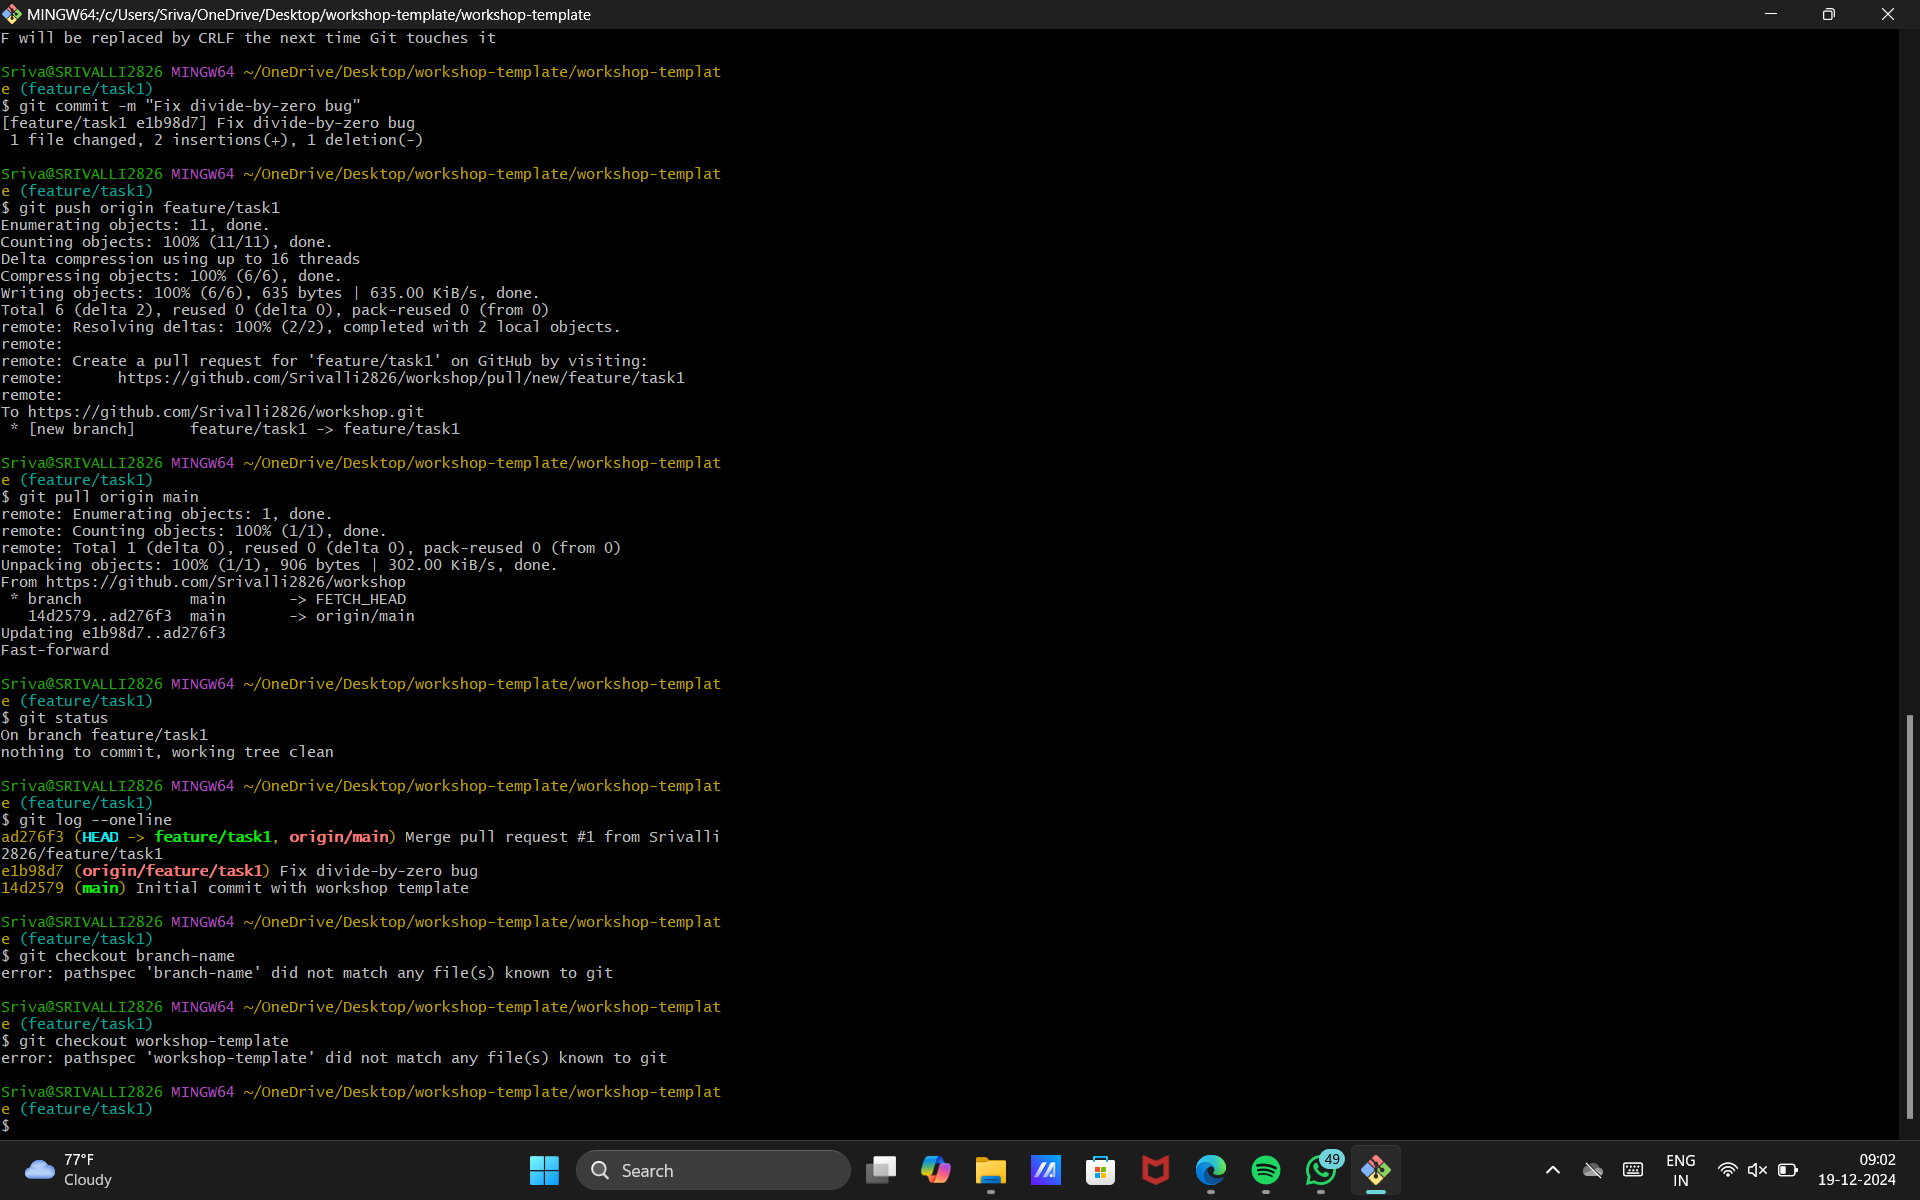 MINGW64:/c/Users/Sriva/OneDrive/Desktop/workshop-template/workshop-template
F will be replaced by CRLF the next time Git touches it
Sriva@SRIVALLI2826 MINGW64 ~/OneDrive/Desktop/workshop-template/workshop-templat
e (feature/task1)
$ git commit -m "Fix divide-by-zero bug"
[feature/task1 e1b98d7] Fix divide-by-zero bug
 1 file changed, 2 insertions(+), 1 deletion(-)
Sriva@SRIVALLI2826 MINGW64 ~/OneDrive/Desktop/workshop-template/workshop-templat
e (feature/task1)
$ git push origin feature/task1
Enumerating objects: 11, done.
Counting objects: 100% (11/11), done.
Delta compression using up to 16 threads
Compressing objects: 100% (6/6), done.
Writing objects: 100% (6/6), 635 bytes | 635.00 KiB/s, done.
Total 6 (delta 2), reused 0 (delta 0), pack-reused 0 (from 0)
remote: Resolving deltas: 100% (2/2), completed with 2 local objects.
remote:
remote: Create a pull request for 'feature/task1' on GitHub by visiting:
remote:      https://github.com/Srivalli2826/workshop/pull/new/feature/task1
remote:
To https://github.com/Srivalli2826/workshop.git
 * [new branch]      feature/task1 -> feature/task1
Sriva@SRIVALLI2826 MINGW64 ~/OneDrive/Desktop/workshop-template/workshop-templat
e (feature/task1)
$ git pull origin main
remote: Enumerating objects: 1, done.
remote: Counting objects: 100% (1/1), done.
remote: Total 1 (delta 0), reused 0 (delta 0), pack-reused 0 (from 0)
Unpacking objects: 100% (1/1), 906 bytes | 302.00 KiB/s, done.
From https://github.com/Srivalli2826/workshop
 * branch            main       -> FETCH_HEAD
   14d2579..ad276f3  main       -> origin/main
Updating e1b98d7..ad276f3
Fast-forward
Sriva@SRIVALLI2826 MINGW64 ~/OneDrive/Desktop/workshop-template/workshop-templat
e (feature/task1)
$ git status
On branch feature/task1
nothing to commit, working tree clean
Sriva@SRIVALLI2826 MINGW64 ~/OneDrive/Desktop/workshop-template/workshop-templat
e (feature/task1)
$ git log --oneline
ad276f3 (HEAD -> feature/task1, origin/main) Merge pull request #1 from Srivalli
2826/feature/task1
e1b98d7 (origin/feature/task1) Fix divide-by-zero bug
14d2579 (main) Initial commit with workshop template
Sriva@SRIVALLI2826 MINGW64 ~/OneDrive/Desktop/workshop-template/workshop-templat
e (feature/task1)
$ git checkout branch-name
error: pathspec 'branch-name' did not match any file(s) known to git
Sriva@SRIVALLI2826 MINGW64 ~/OneDrive/Desktop/workshop-template/workshop-templat
e (feature/task1)
$ git checkout workshop-template
error: pathspec 'workshop-template' did not match any file(s) known to git
Sriva@SRIVALLI2826 MINGW64 ~/OneDrive/Desktop/workshop-template/workshop-templat
e (feature/task1)
$
77°F
Cloudy
Search
49
ENG
IN
09:02
19-12-2024